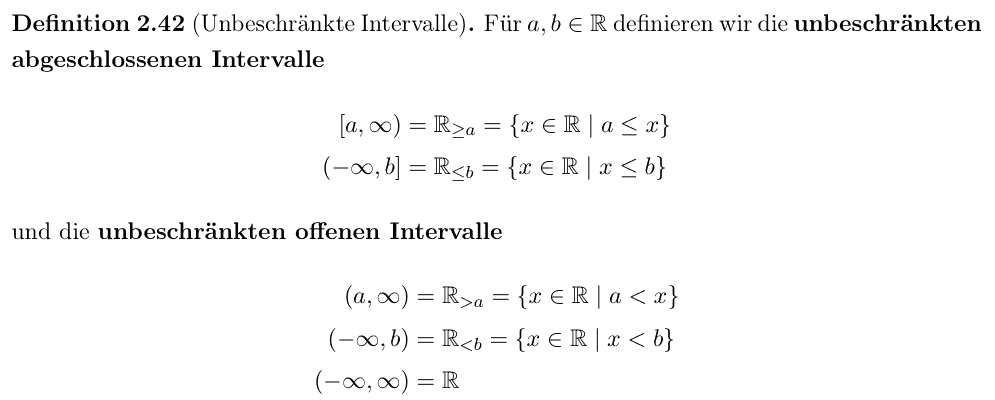 Definition 2.42 (Unbeschränkte Intervalle). Für a, b ∈ ℝ definieren wir die unbeschränkten
abgeschlossenen Intervalle
[a, ∞) = ℝ≥a = {x ∈ ℝ | a ≤ x}
(−∞, b] = ℝ≤b = {x ∈ ℝ | x ≤ b}
und die unbeschränkten offenen Intervalle
(a, ∞) = ℝ>a = {x ∈ ℝ | a < x}
(−∞, b) = ℝ<b = {x ∈ ℝ | x < b}
(−∞, ∞) = ℝ